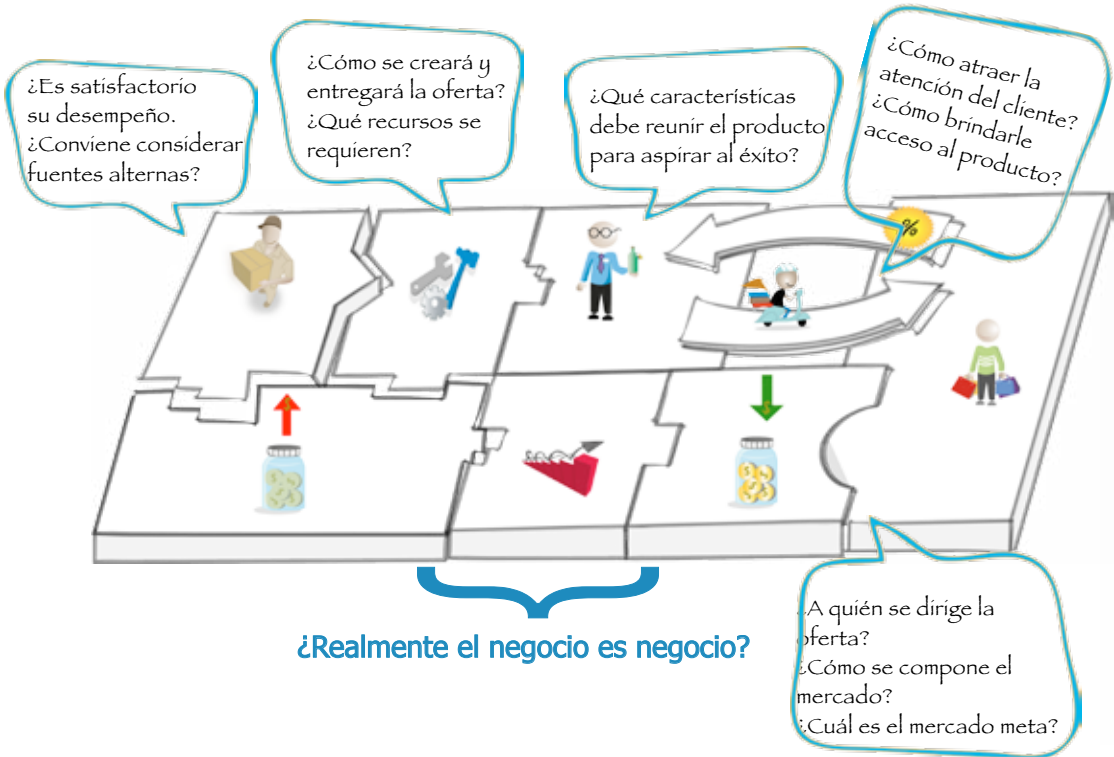 ¿Es satisfactorio
su desempeño.
¿Conviene considerar
fuentes alternas?
¿Cómo se creará y
entregará la oferta?
¿Qué recursos se
requieren?
¿Qué características
debe reunir el producto
para aspirar al éxito?
¿Cómo atraer la
atención del cliente?
¿Cómo brindarle
acceso al producto?
%
$
$
¿Realmente el negocio es negocio?
¿A quién se dirige la
oferta?
¿Cómo se compone el
mercado?
¿Cuál es el mercado meta?